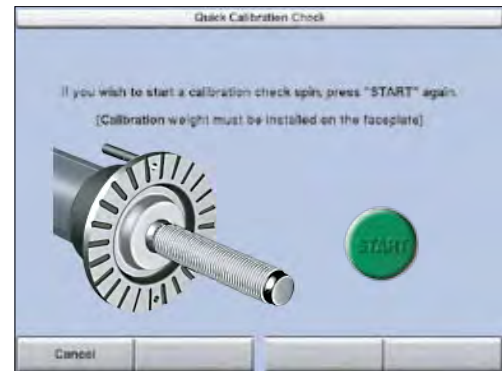 Quick Calibration Check
If you wish to start a calibration check spin, press "START" again.
[Calibration weight must be installed on the faceplate]
START
Cancel